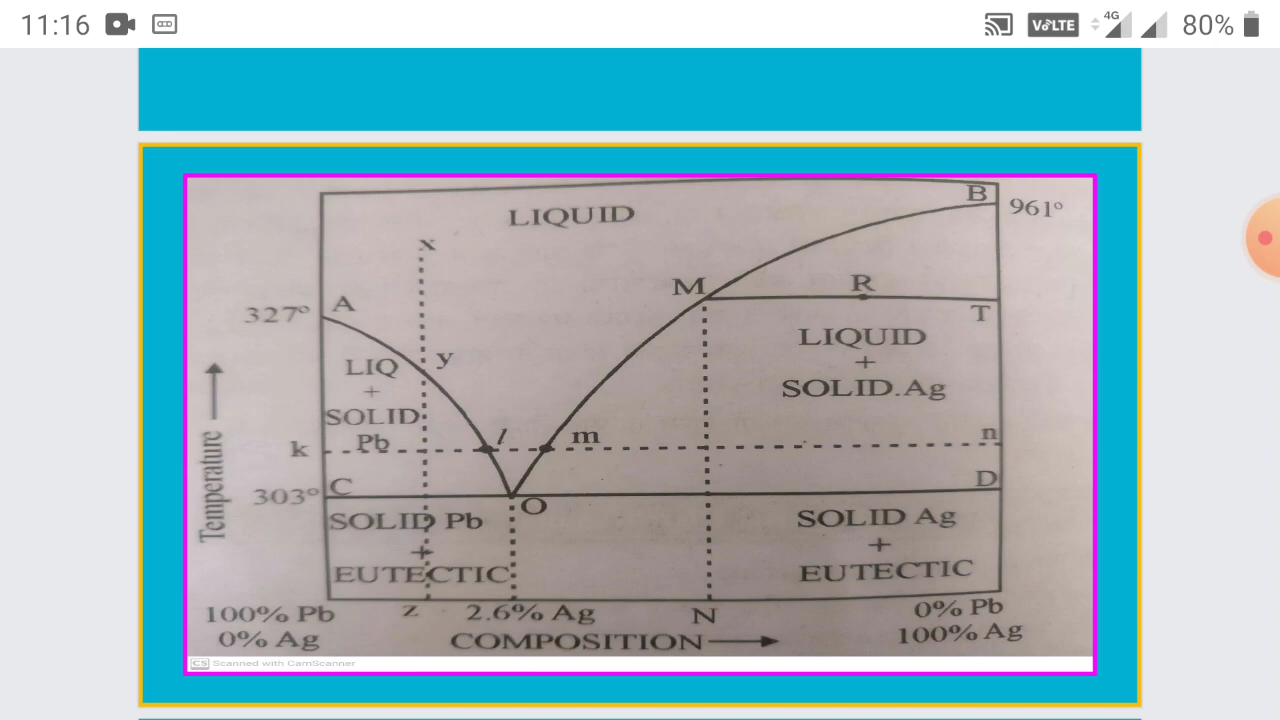 11:16
VoLTE 4G 80%
LIQUID
B
961°
x
M R
T
A
327°
y
LIQ
+
SOLID
Pb
LIQUID
+
SOLID.Ag
k l m n
303° C O D
SOLID Pb
+
EUTECTIC
SOLID Ag
+
EUTECTIC
Temperature
100% Pb
0% Ag
z 2.6% Ag N
0% Pb
100% Ag
COMPOSITION
CS Scanned with CamScanner